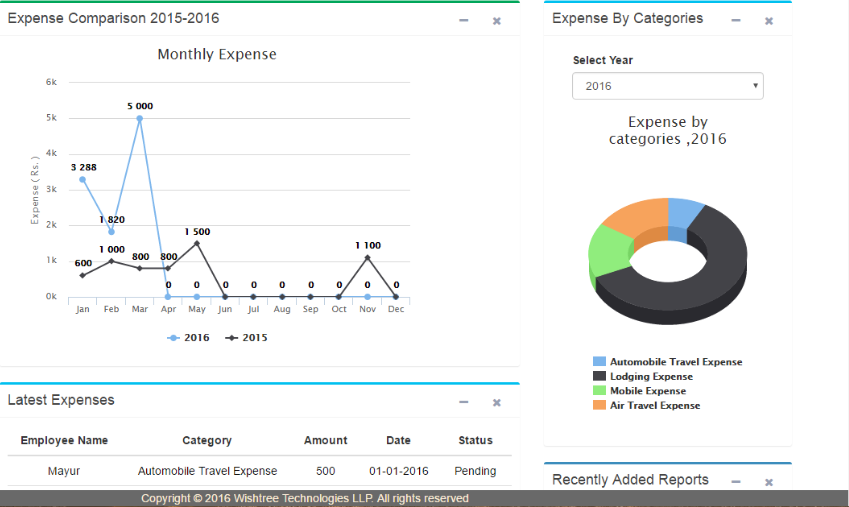 Expense Comparison 2015-2016
Monthly Expense
6k
5k
4k
3k
2k
1k
0k
Expense ( Rs. )
3 288
1 820
5 000
600
1 000
800
800
1 500
1 100
0 0 0 0 0 0 0 0 0
Jan Feb Mar Apr May Jun Jul Aug Sep Oct Nov Dec
2016 2015
Expense By Categories
Select Year
2016
Expense by
categories ,2016
Automobile Travel Expense
Lodging Expense
Mobile Expense
Air Travel Expense
Latest Expenses
Employee Name Category Amount Date Status
Mayur Automobile Travel Expense 500 01-01-2016 Pending
Recently Added Reports
Copyright © 2016 Wishtree Technologies LLP. All rights reserved